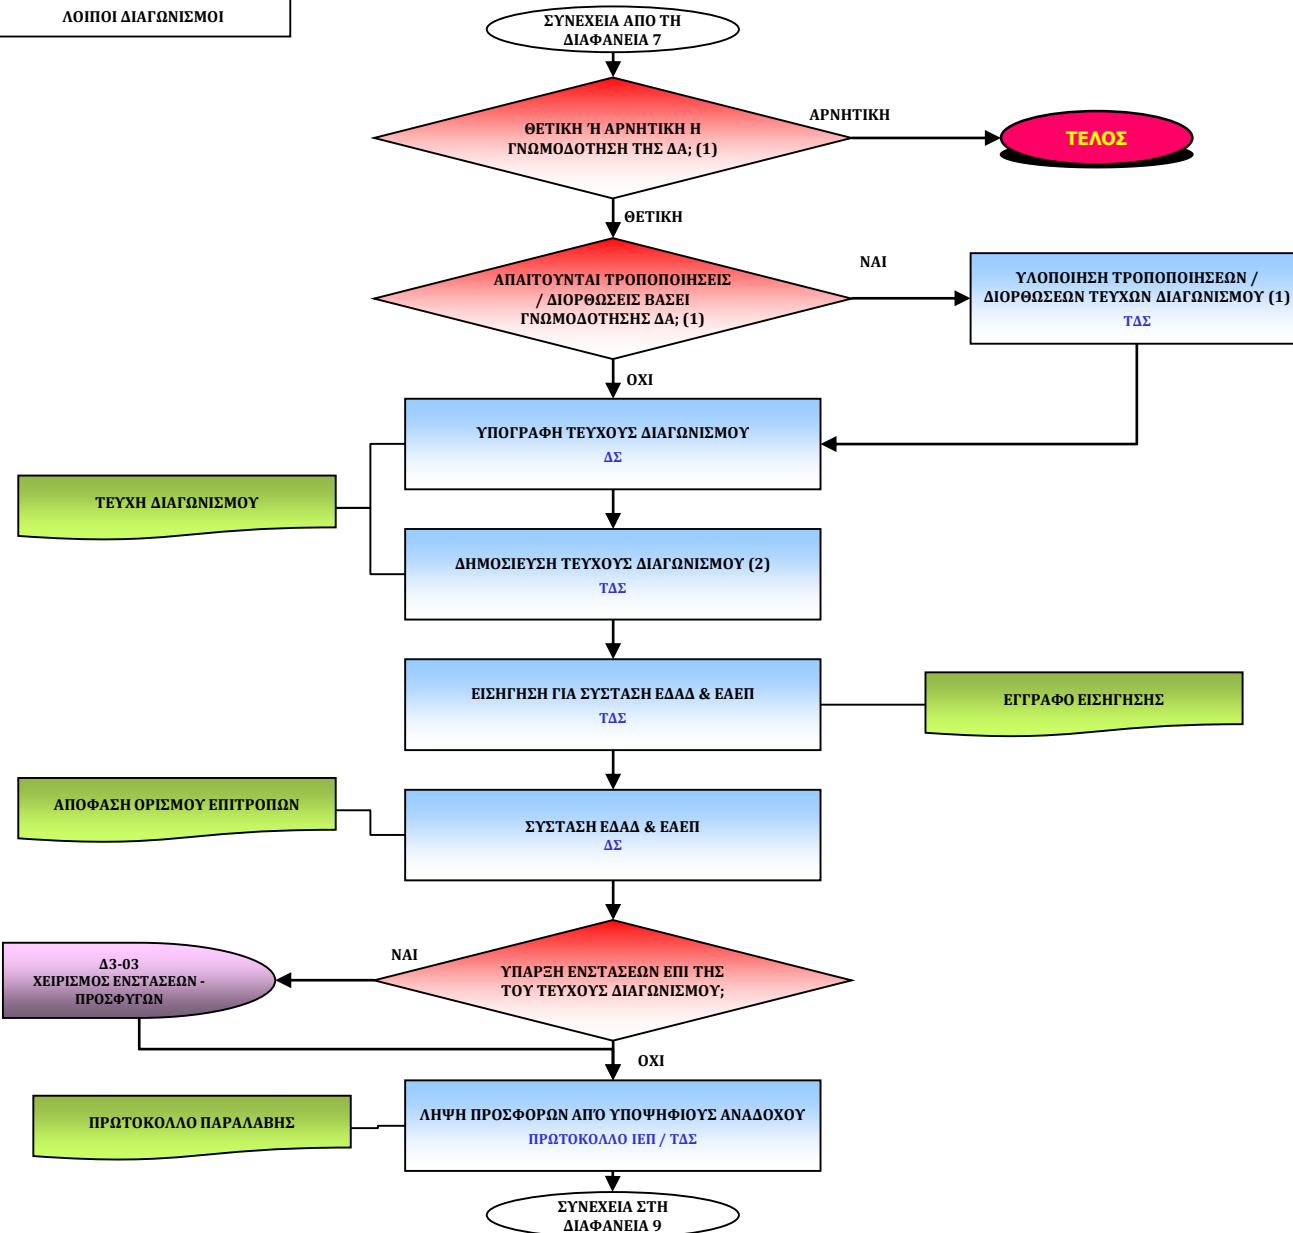 ΛΟΙΠΟΙ ΔΙΑΓΩΝΙΣΜΟΙ
ΣΥΝΕΧΕΙΑ ΑΠΟ ΤΗ
ΔΙΑΦΑΝΕΙΑ 7
ΘΕΤΙΚΗ Ή ΑΡΝΗΤΙΚΗ Η
ΓΝΩΜΟΔΟΤΗΣΗ ΤΗΣ ΔΑ; (1)
ΑΡΝΗΤΙΚΗ
ΤΕΛΟΣ
ΘΕΤΙΚΗ
ΑΠΑΙΤΟΥΝΤΑΙ ΤΡΟΠΟΠΟΙΗΣΕΙΣ
/ ΔΙΟΡΘΩΣΕΙΣ ΒΑΣΕΙ
ΓΝΩΜΟΔΟΤΗΣΗΣ ΔΑ; (1)
ΝΑΙ
ΥΛΟΠΟΙΗΣΗ ΤΡΟΠΟΠΟΙΗΣΕΩΝ /
ΔΙΟΡΘΩΣΕΩΝ ΤΕΥΧΩΝ ΔΙΑΓΩΝΙΣΜΟΥ (1)
ΤΔΣ
ΟΧΙ
ΥΠΟΓΡΑΦΗ ΤΕΥΧΟΥΣ ΔΙΑΓΩΝΙΣΜΟΥ
ΔΣ
ΤΕΥΧΗ ΔΙΑΓΩΝΙΣΜΟΥ
ΔΗΜΟΣΙΕΥΣΗ ΤΕΥΧΟΥΣ ΔΙΑΓΩΝΙΣΜΟΥ (2)
ΤΔΣ
ΕΙΣΗΓΗΣΗ ΓΙΑ ΣΥΣΤΑΣΗ ΕΔΑΔ & ΕΑΕΠ
ΤΔΣ
ΕΓΓΡΑΦΟ ΕΙΣΗΓΗΣΗΣ
ΑΠΟΦΑΣΗ ΟΡΙΣΜΟΥ ΕΠΙΤΡΟΠΩΝ
ΣΥΣΤΑΣΗ ΕΔΑΔ & ΕΑΕΠ
ΔΣ
ΝΑΙ
Δ3-03
ΧΕΙΡΙΣΜΟΣ ΕΝΣΤΑΣΕΩΝ -
ΠΡΟΣΦΥΓΩΝ
ΥΠΑΡΞΗ ΕΝΣΤΑΣΕΩΝ ΕΠΙ ΤΗΣ
ΤΟΥ ΤΕΥΧΟΥΣ ΔΙΑΓΩΝΙΣΜΟΥ;
ΟΧΙ
ΠΡΩΤΟΚΟΛΛΟ ΠΑΡΑΛΑΒΗΣ
ΛΗΨΗ ΠΡΟΣΦΟΡΩΝ ΑΠΌ ΥΠΟΨΗΦΙΟΥΣ ΑΝΑΔΟΧΟΥ
ΠΡΩΤΟΚΟΛΛΟ ΙΕΠ / ΤΔΣ
ΣΥΝΕΧΕΙΑ ΣΤΗ
ΔΙΑΦΑΝΕΙΑ 9